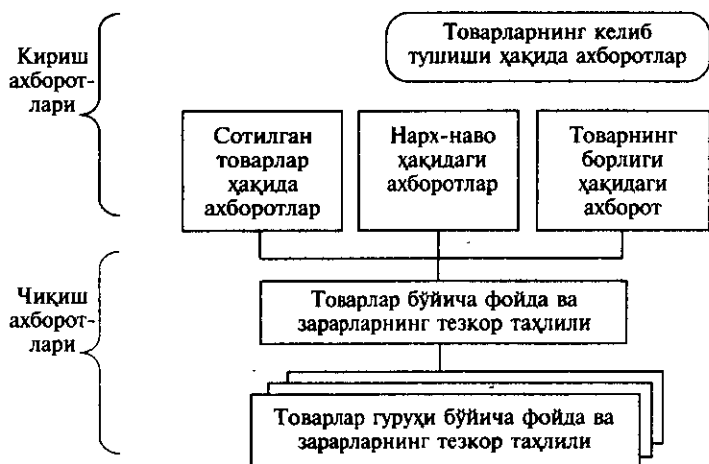 Кириш
ахборот-
лари
Товарларнинг келиб
тушиши ҳақида ахборотлар
Сотилган
товарлар
ҳақида
ахборотлар
Нарх-наво
ҳақидаги
ахборотлар
Товарнинг
борлиги
ҳақидаги
ахборот
Чиқиш
ахборот-
лари
Товарлар бўйича фойда ва
зарарларнинг тезкор таҳлили
Товарлар гуруҳи бўйича фойда ва
зарарларнинг тезкор таҳлили